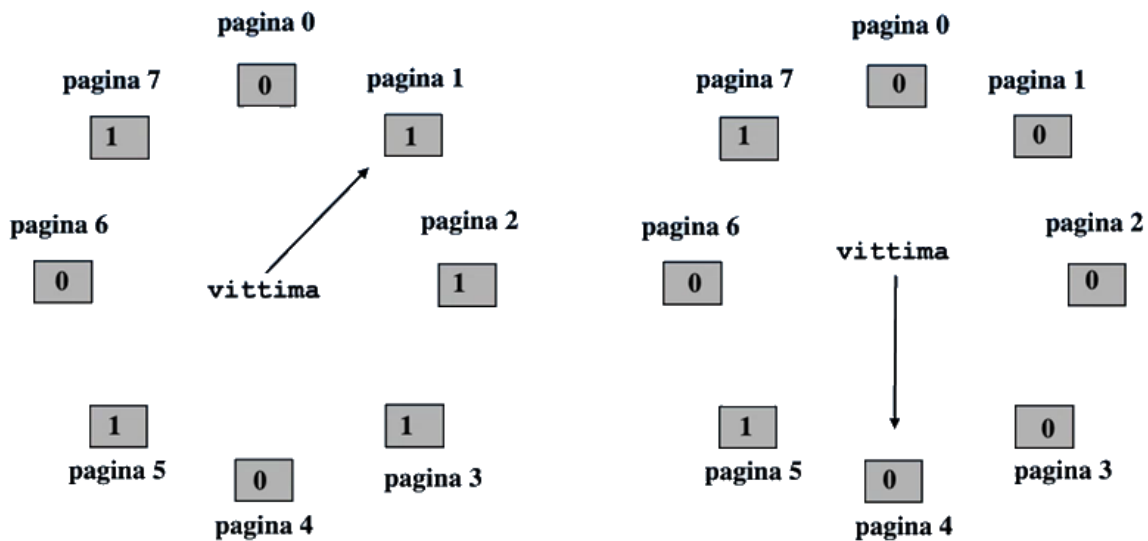 pagina 0
0
pagina 7
1
pagina 1
1
pagina 6
0
pagina 2
1
vittima
1
pagina 5
1
pagina 3
0
pagina 4
pagina 0
0
pagina 7
1
pagina 1
0
pagina 6
0
pagina 2
0
vittima
1
pagina 5
0
pagina 3
0
pagina 4